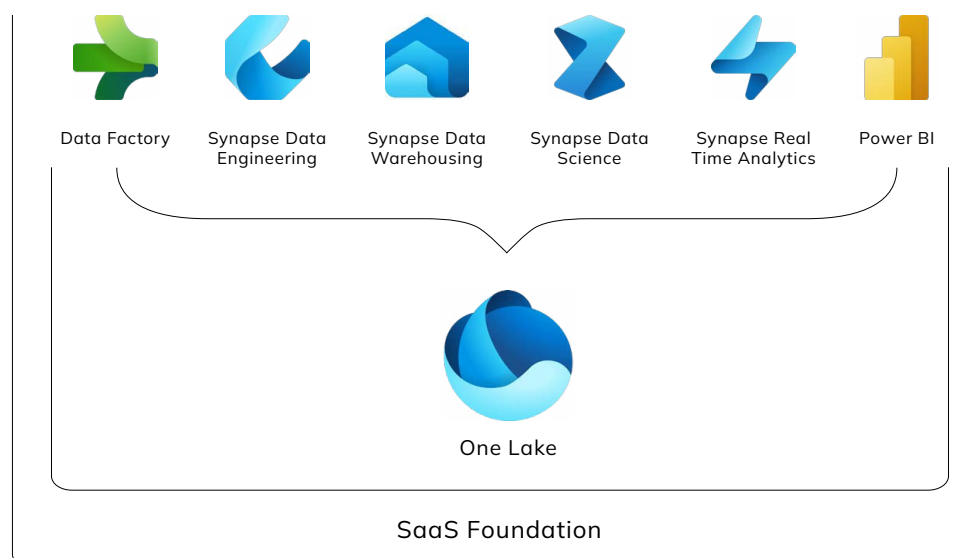 Data Factory
Synapse Data
Engineering
Synapse Data
Warehousing
Synapse Data
Science
Synapse Real
Time Analytics
Power BI
One Lake
SaaS Foundation